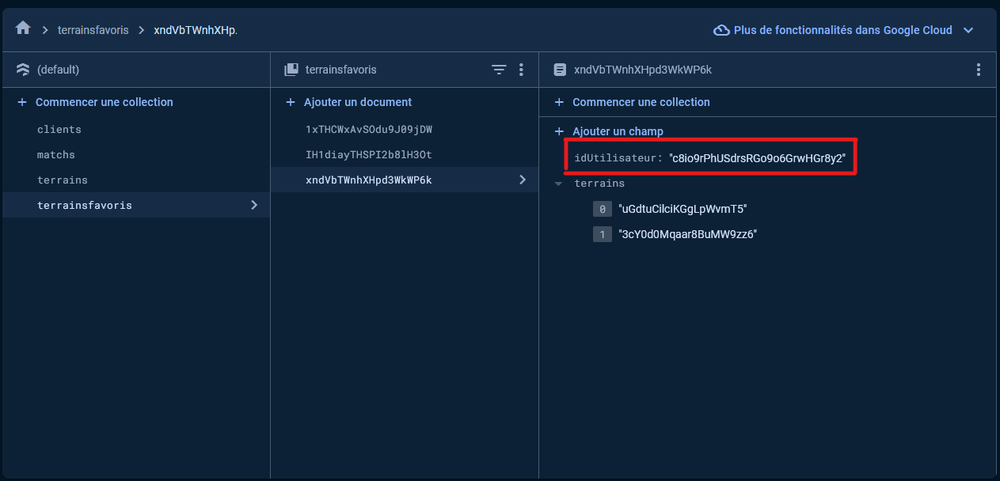 terrainsfavoris
xndVbTWnhXHp.
Plus de fonctionnalités dans Google Cloud
(default)
Commencer une collection
clients
matchs
terrains
terrainsfavoris
terrainsfavoris
Ajouter un document
1xTHCWxAvSOdu9J09jDW
IH1diayTHSPI2b8lH3Ot
xndVbTWnhXHpd3WkWP6k
xndVbTWnhXHpd3WkWP6k
Commencer une collection
Ajouter un champ
idUtilisateur: "c8io9rPhUSdrsRGo9o6GrwHGr8y2"
terrains
0 "uGdtuCilciKGgLpWvmT5"
1 "3cY0d0Mqaar8BuMW9zz6"